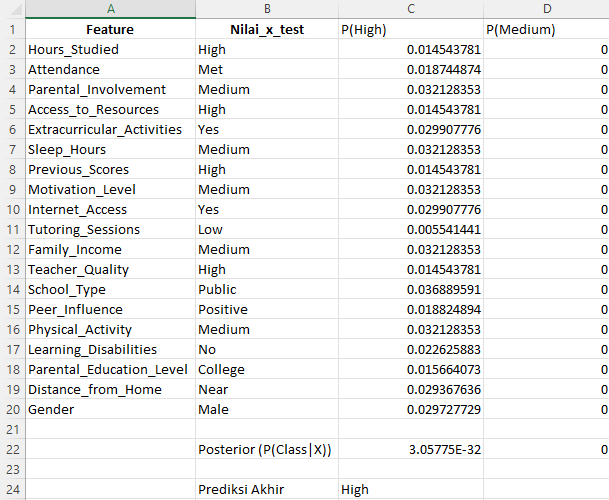 A B C D
1 Feature Nilai_x_test P(High) P(Medium)
2 Hours_Studied High 0.014543781 0
3 Attendance Met 0.018744874 0
4 Parental_Involvement Medium 0.032128353 0
5 Access_to_Resources High 0.014543781 0
6 Extracurricular_Activities Yes 0.029907776 0
7 Sleep_Hours Medium 0.032128353 0
8 Previous_Scores High 0.014543781 0
9 Motivation_Level Medium 0.032128353 0
10 Internet_Access Yes 0.029907776 0
11 Tutoring_Sessions Low 0.005541441 0
12 Family_Income Medium 0.032128353 0
13 Teacher_Quality High 0.014543781 0
14 School_Type Public 0.036889591 0
15 Peer_Influence Positive 0.018824894 0
16 Physical_Activity Medium 0.032128353 0
17 Learning_Disabilities No 0.022625883 0
18 Parental_Education_Level College 0.015664073 0
19 Distance_from_Home Near 0.029367636 0
20 Gender Male 0.029727729 0
21
22 Posterior (P(Class|X)) 3.05775E-32 0
23
24 Prediksi Akhir High